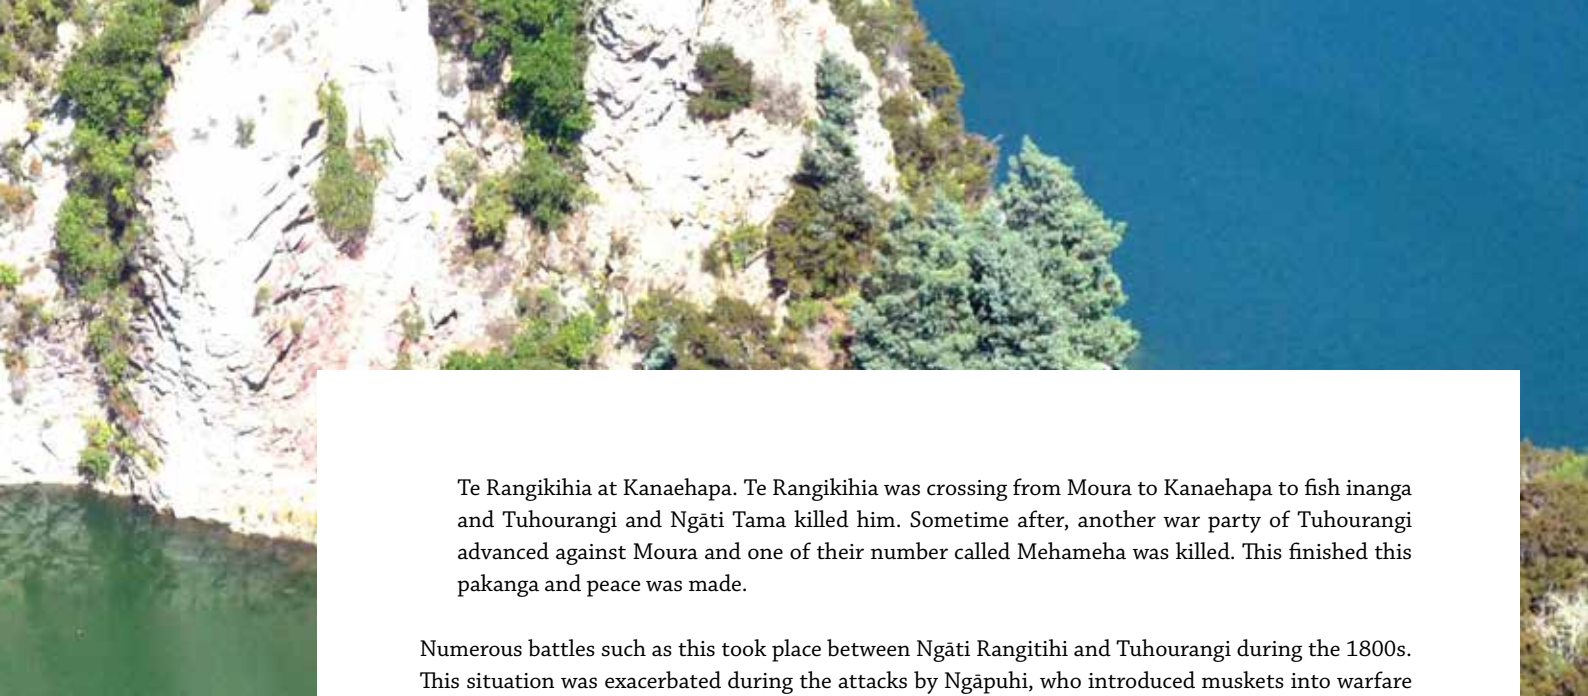 Te Rangikihia at Kanaehapa. Te Rangikihia was crossing from Moura to Kanaehapa to fish inanga
and Tuhourangi and Ngāti Tama killed him. Sometime after, another war party of Tuhourangi
advanced against Moura and one of their number called Mehameha was killed. This finished this
pakanga and peace was made.
Numerous battles such as this took place between Ngāti Rangitihi and Tuhourangi during the 1800s.
This situation was exacerbated during the attacks by Ngāpuhi, who introduced muskets into warfare